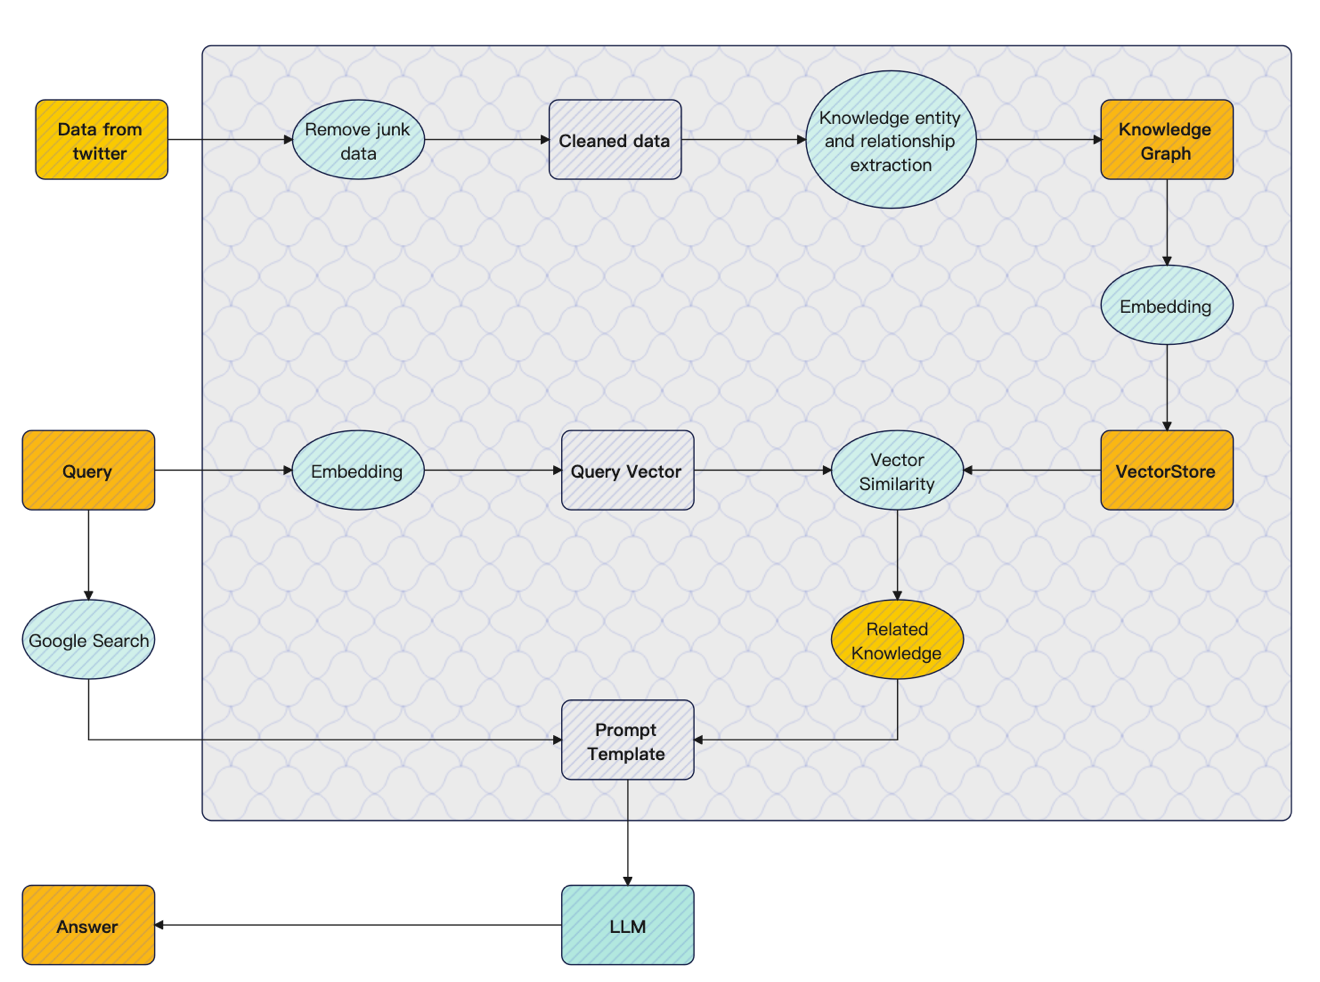 Data from
twitter
Remove junk
data
Cleaned data
Knowledge entity
and relationship
extraction
Knowledge
Graph
Embedding
Query
Embedding
Query Vector
Vector
Similarity
VectorStore
Google Search
Related
Knowledge
Prompt
Template
Answer
LLM